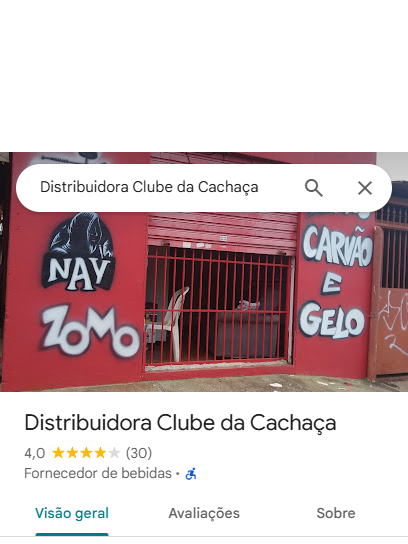 Distribuidora Clube da Cachaça
NAY
ZOMO
CARVÃO
E
GELO
Distribuidora Clube da Cachaça
4,0 (30)
Fornecedor de bebidas ·
Visão geral
Avaliações
Sobre